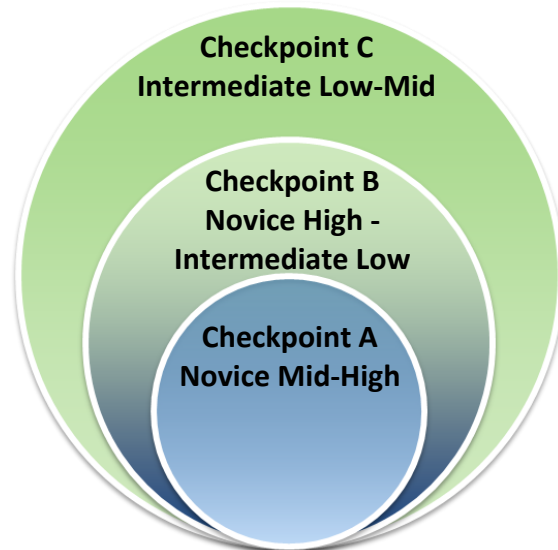 Checkpoint C
Intermediate Low-Mid
Checkpoint B
Novice High -
Intermediate Low
Checkpoint A
Novice Mid-High